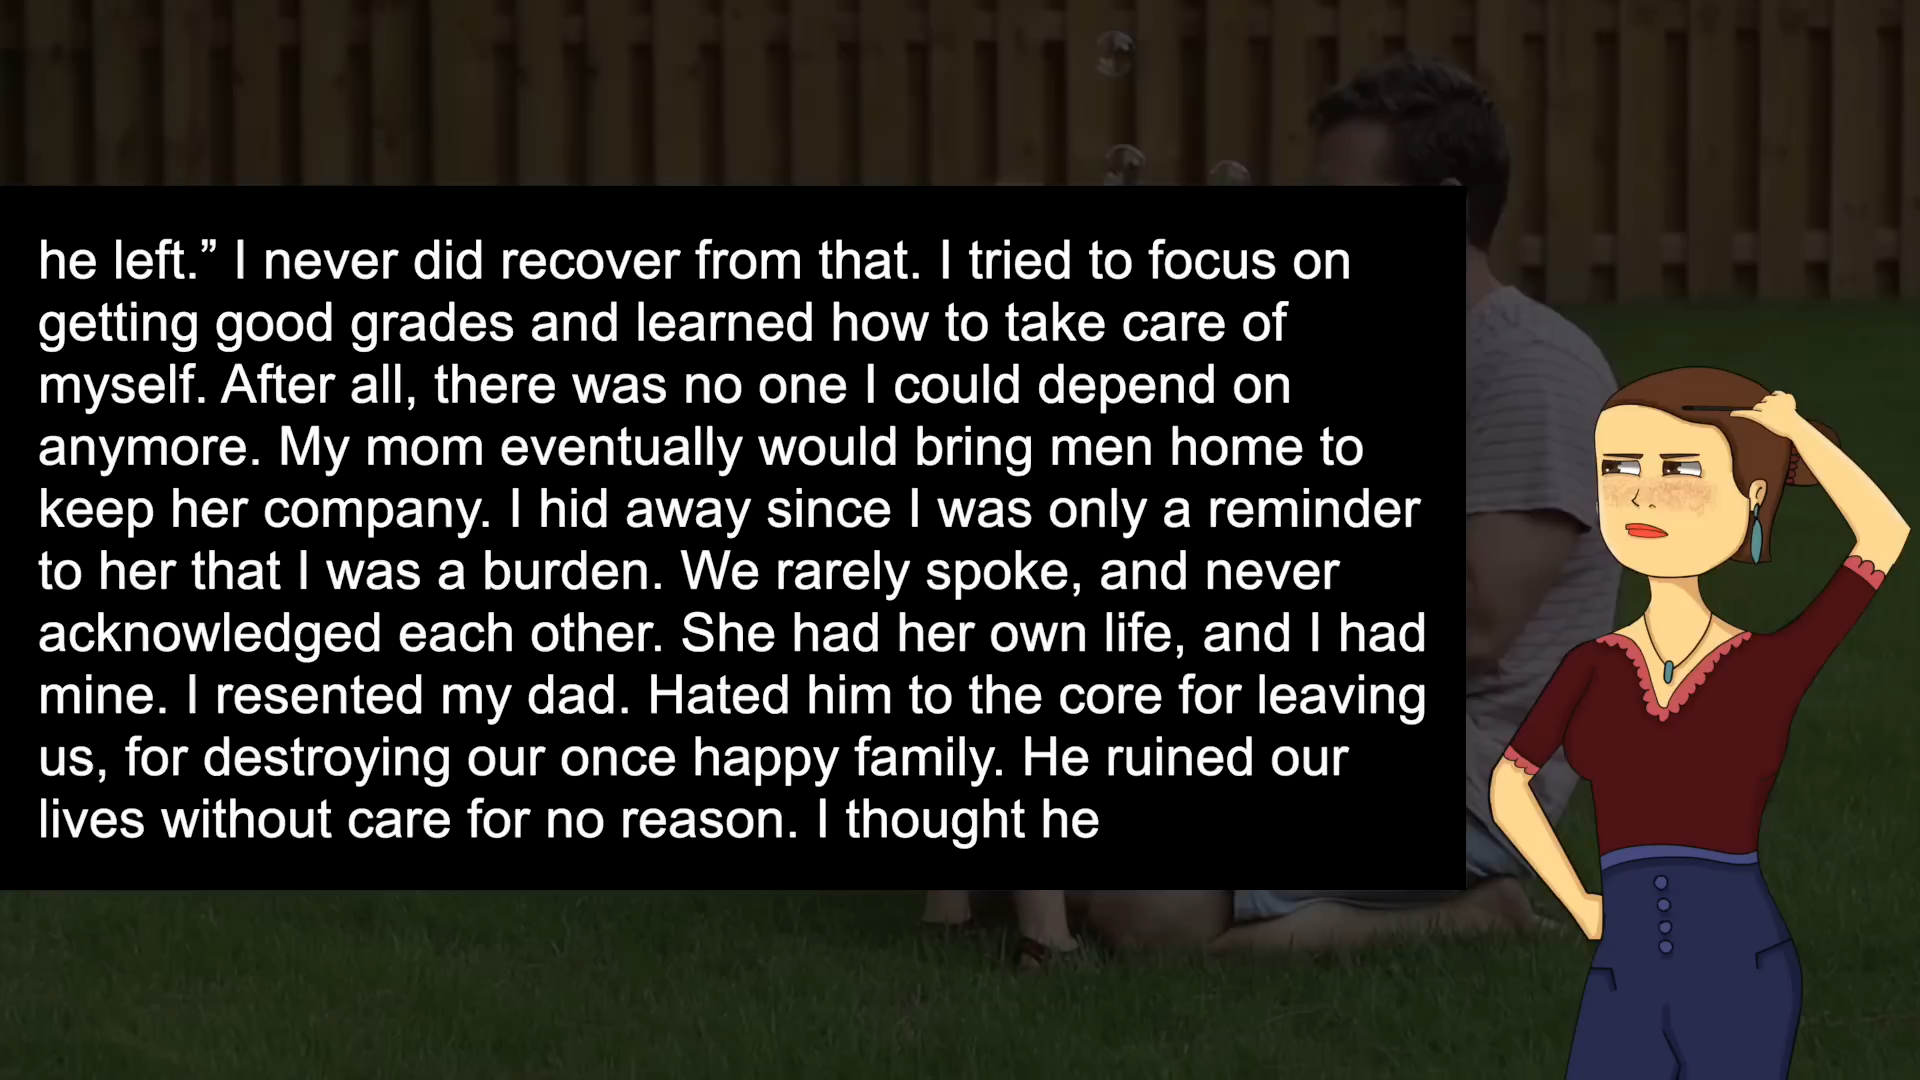 he left.” I never did recover from that. I tried to focus on
getting good grades and learned how to take care of
myself. After all, there was no one I could depend on
anymore. My mom eventually would bring men home to
keep her company. I hid away since I was only a reminder
to her that I was a burden. We rarely spoke, and never
acknowledged each other. She had her own life, and I had
mine. I resented my dad. Hated him to the core for leaving
us, for destroying our once happy family. He ruined our
lives without care for no reason. I thought he